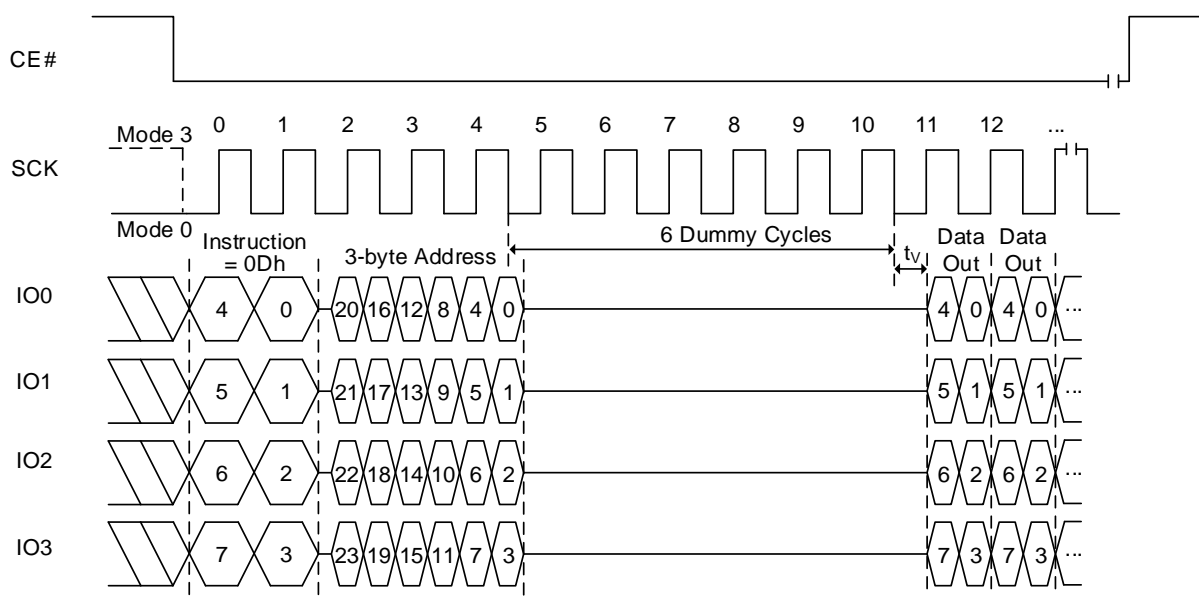 CE#
0 1 2 3 4 5 6 7 8 9 10 11 12 ...
Mode 3
SCK
Mode 0
Instruction
= 0Dh
3-byte Address
6 Dummy Cycles
tV
Data
Out
Data
Out
IO0 4 0 20 16 12 8 4 0 4 0 4 0 ...
IO1 5 1 21 17 13 9 5 1 5 1 5 1 ...
IO2 6 2 22 18 14 10 6 2 6 2 6 2 ...
IO3 7 3 23 19 15 11 7 3 7 3 7 3 ...